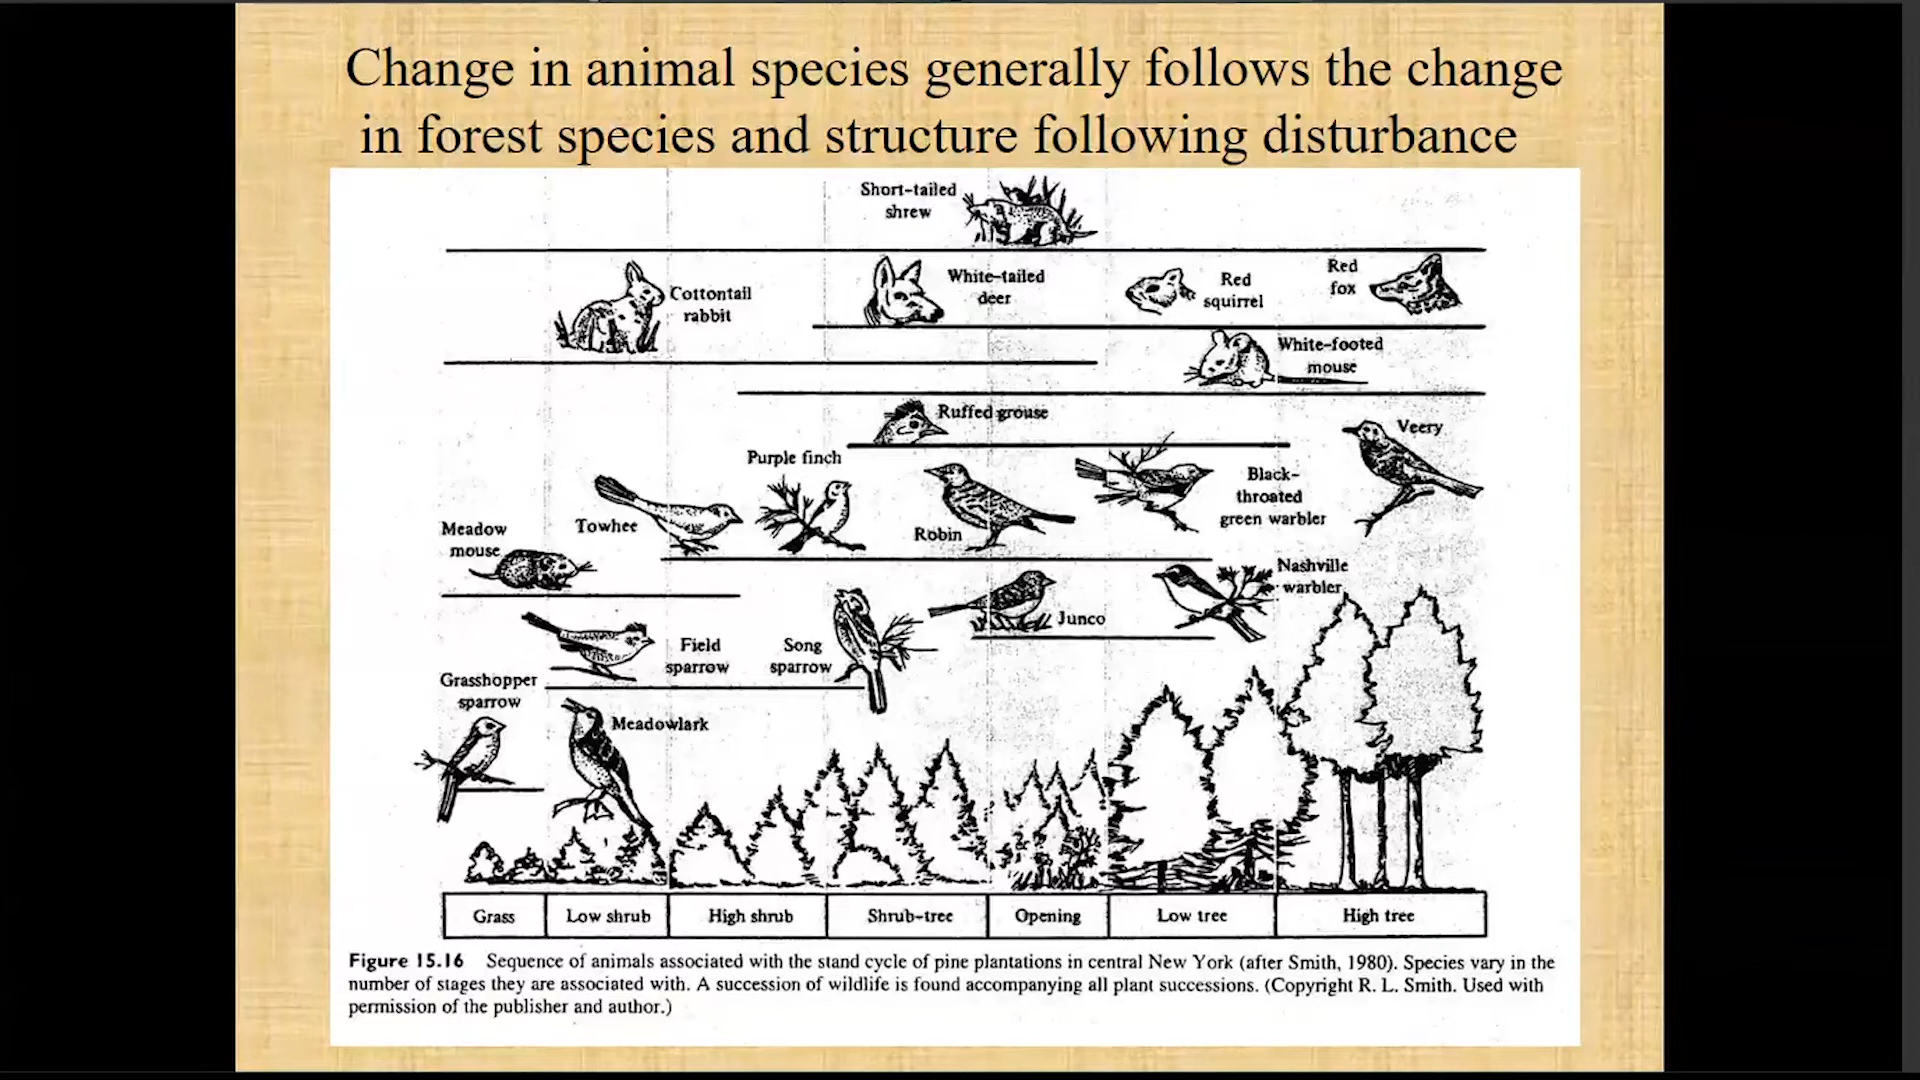 Change in animal species generally follows the change
in forest species and structure following disturbance
Short-tailed
shrew
Cottontail
rabbit
White-tailed
deer
Red
squirrel
Red
fox
White-footed
mouse
Ruffed grouse
Veery
Purple finch
Black-
throated
green warbler
Towhee
Robin
Meadow
mouse
Nashville
warbler
Junco
Field
sparrow
Song
sparrow
Grasshopper
sparrow
Meadowlark
Grass
Low shrub
High shrub
Shrub-tree
Opening
Low tree
High tree
Figure 15.16 Sequence of animals associated with the stand cycle of pine plantations in central New York (after Smith, 1980). Species vary in the
number of stages they are associated with. A succession of wildlife is found accompanying all plant successions. (Copyright R. L. Smith. Used with
permission of the publisher and author.)